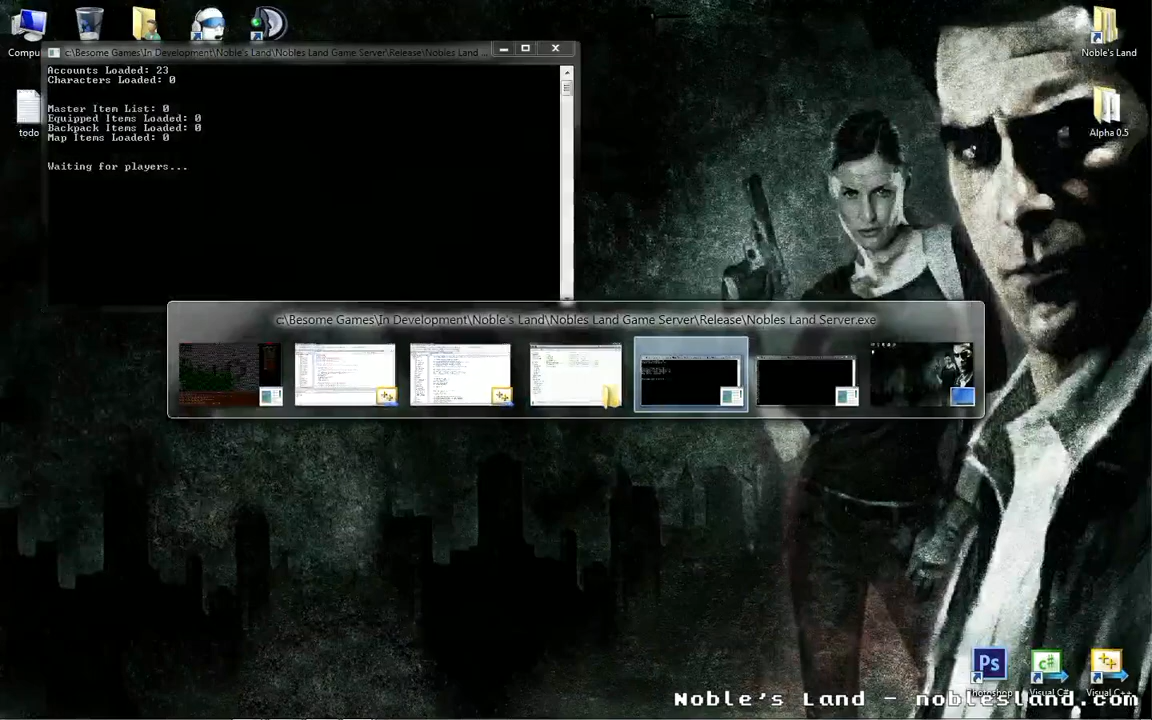 Compu
c:\Besome Games\In Development\Noble's Land\Nobles Land Game Server\Release\Nobles Land ...
Accounts Loaded: 23
Characters Loaded: 0
Master Item List: 0
Equipped Items Loaded: 0
Backpack Items Loaded: 0
Map Items Loaded: 0
Waiting for players...
todo
Noble's Land
Alpha 0.5
c:\Besome Games\In Development\Noble's Land\Nobles Land Game Server\Release\Nobles Land Server.exe
Ps
C#
Photoshop
Visual C#
Visual C++
Noble's Land - noblesland.com